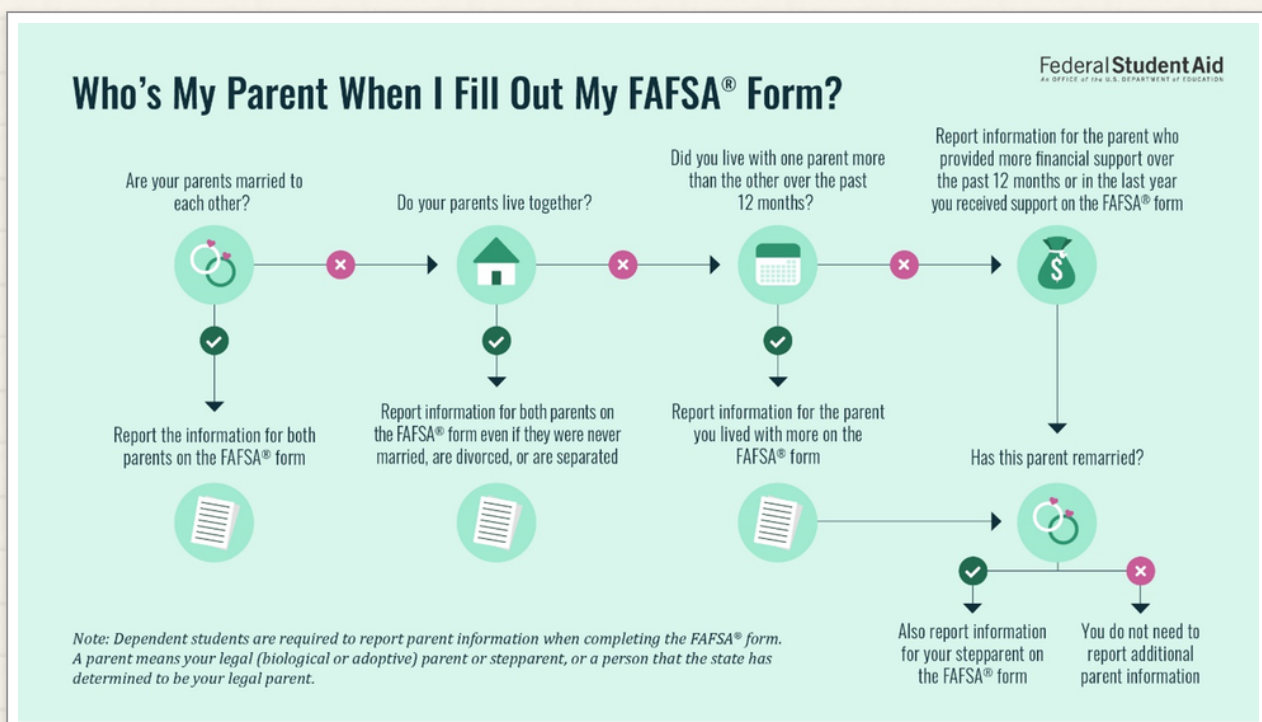 Who's My Parent When I Fill Out My FAFSA® Form?
Federal Student Aid
An OFFICE of the U.S. DEPARTMENT of EDUCATION
Are your parents married to
each other?
Do your parents live together?
Did you live with one parent more
than the other over the past
12 months?
Report information for the parent who
provided more financial support over
the past 12 months or in the last year
you received support on the FAFSA® form
$
Report the information for both
parents on the FAFSA® form
Report information for both parents on
the FAFSA® form even if they were never
married, are divorced, or are separated
Report information for the parent
you lived with more on the
FAFSA® form
Has this parent remarried?
Also report information
for your stepparent on
the FAFSA® form
You do not need to
report additional
parent information
Note: Dependent students are required to report parent information when completing the FAFSA® form.
A parent means your legal (biological or adoptive) parent or stepparent, or a person that the state has
determined to be your legal parent.